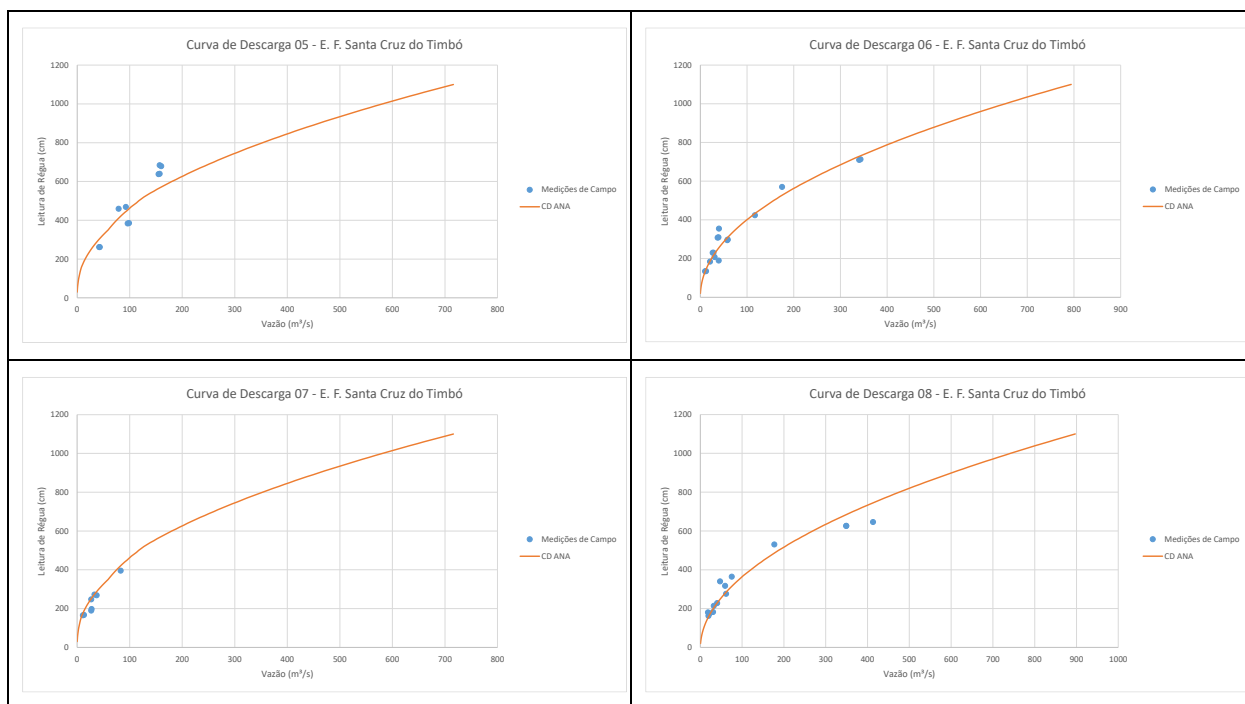 Curva de Descarga 05 - E. F. Santa Cruz do Timbó
1200
1000
800
600
400
200
0
Leitura de Régua (cm)
0 100 200 300 400 500 600 700 800
Vazão (m³/s)
Medições de Campo
CD ANA
Curva de Descarga 06 - E. F. Santa Cruz do Timbó
1200
1000
800
600
400
200
0
Leitura de Régua (cm)
0 100 200 300 400 500 600 700 800 900
Vazão (m³/s)
Medições de Campo
CD ANA
Curva de Descarga 07 - E. F. Santa Cruz do Timbó
1200
1000
800
600
400
200
0
Leitura de Régua (cm)
0 100 200 300 400 500 600 700 800
Vazão (m³/s)
Medições de Campo
CD ANA
Curva de Descarga 08 - E. F. Santa Cruz do Timbó
1200
1000
800
600
400
200
0
Leitura de Régua (cm)
0 100 200 300 400 500 600 700 800 900 1000
Vazão (m³/s)
Medições de Campo
CD ANA